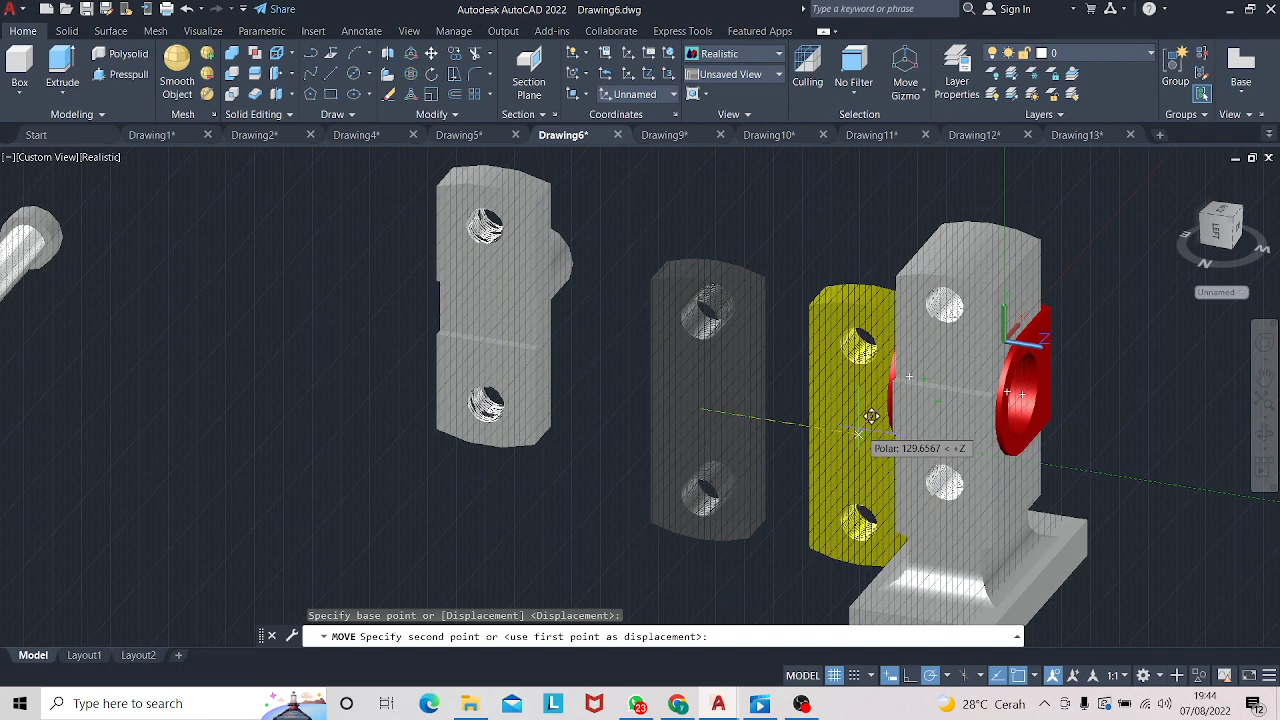 Share
Autodesk AutoCAD 2022 Drawing6.dwg
Type a keyword or phrase
Sign In
Home Solid Surface Mesh Visualize Parametric Insert Annotate View Manage Output Add-ins Collaborate Express Tools Featured Apps
Polysolid
Presspull
Box
Extrude
Smooth
Object
Section
Plane
Realistic
Unsaved View
Unnamed
Culling
No Filter
Move
Gizmo
Layer
Properties
0
Group
Base
Modeling
Mesh
Solid Editing
Draw
Modify
Section
Coordinates
View
Layers
Groups
View
Start Drawing1* Drawing2* Drawing4* Drawing5* Drawing6* Drawing9* Drawing10* Drawing11* Drawing12* Drawing13*
[−][Custom View][Realistic]
LEFT
N
Unnamed
Z
Polar: 129.6567 < +Z
Specify base point or [Displacement] <Displacement>:
MOVE Specify second point or <use first point as displacement>:
Model Layout1 Layout2
MODEL
1:1
Type here to search
23
28°C Cerah
19:44
07/08/2022
12